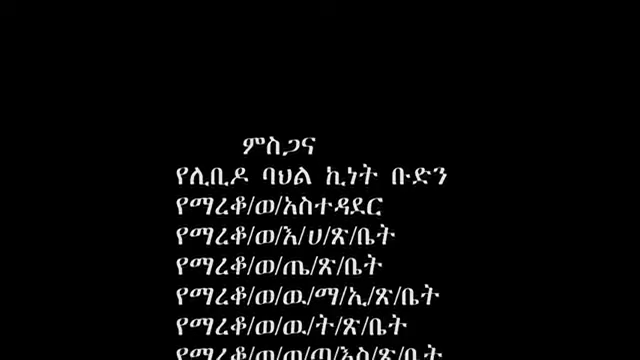 ምስጋና
የሊቢዶ ባህል ኪነት ቡድን
የማረቆ/ወ/አስተዳደር
የማረቆ/ወ/እ/ሀ/ጽ/ቤት
የማረቆ/ወ/ጤ/ጽ/ቤት
የማረቆ/ወ/ዉ/ማ/ኢ/ጽ/ቤት
የማረቆ/ወ/ዉ/ት/ጽ/ቤት